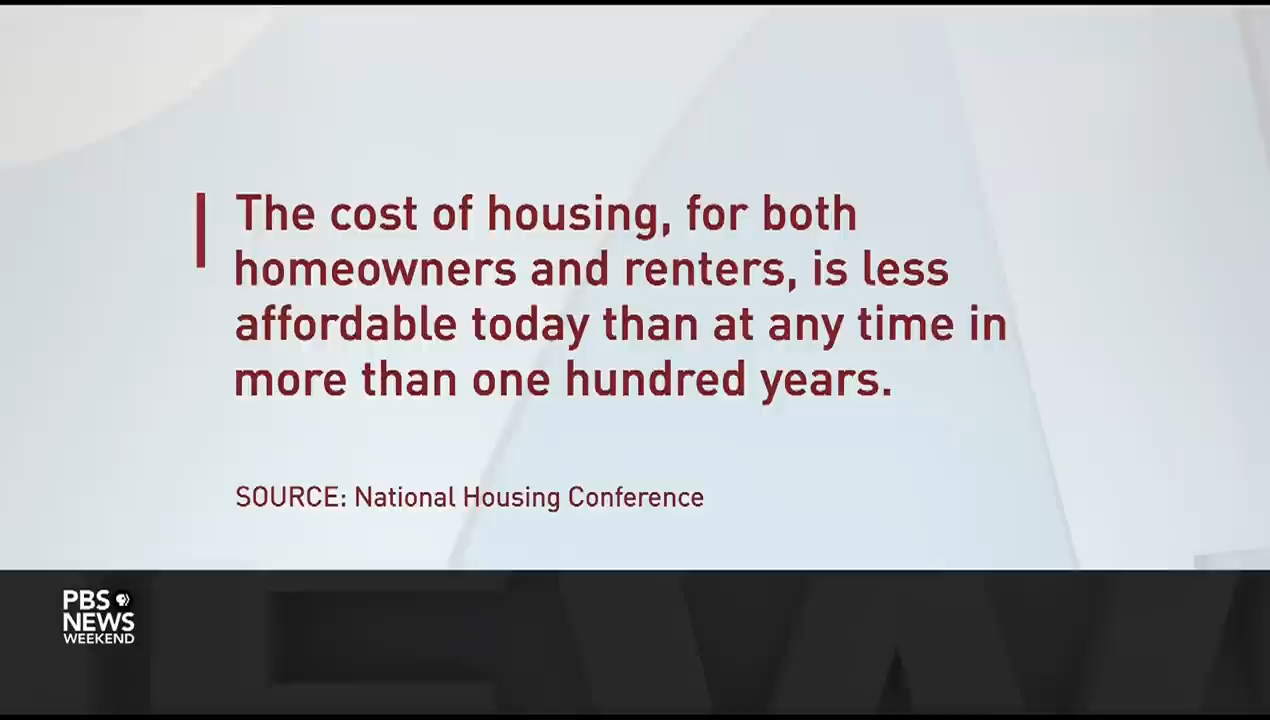 The cost of housing, for both
homeowners and renters, is less
affordable today than at any time in
more than one hundred years.
SOURCE: National Housing Conference
PBS
NEWS
WEEKEND